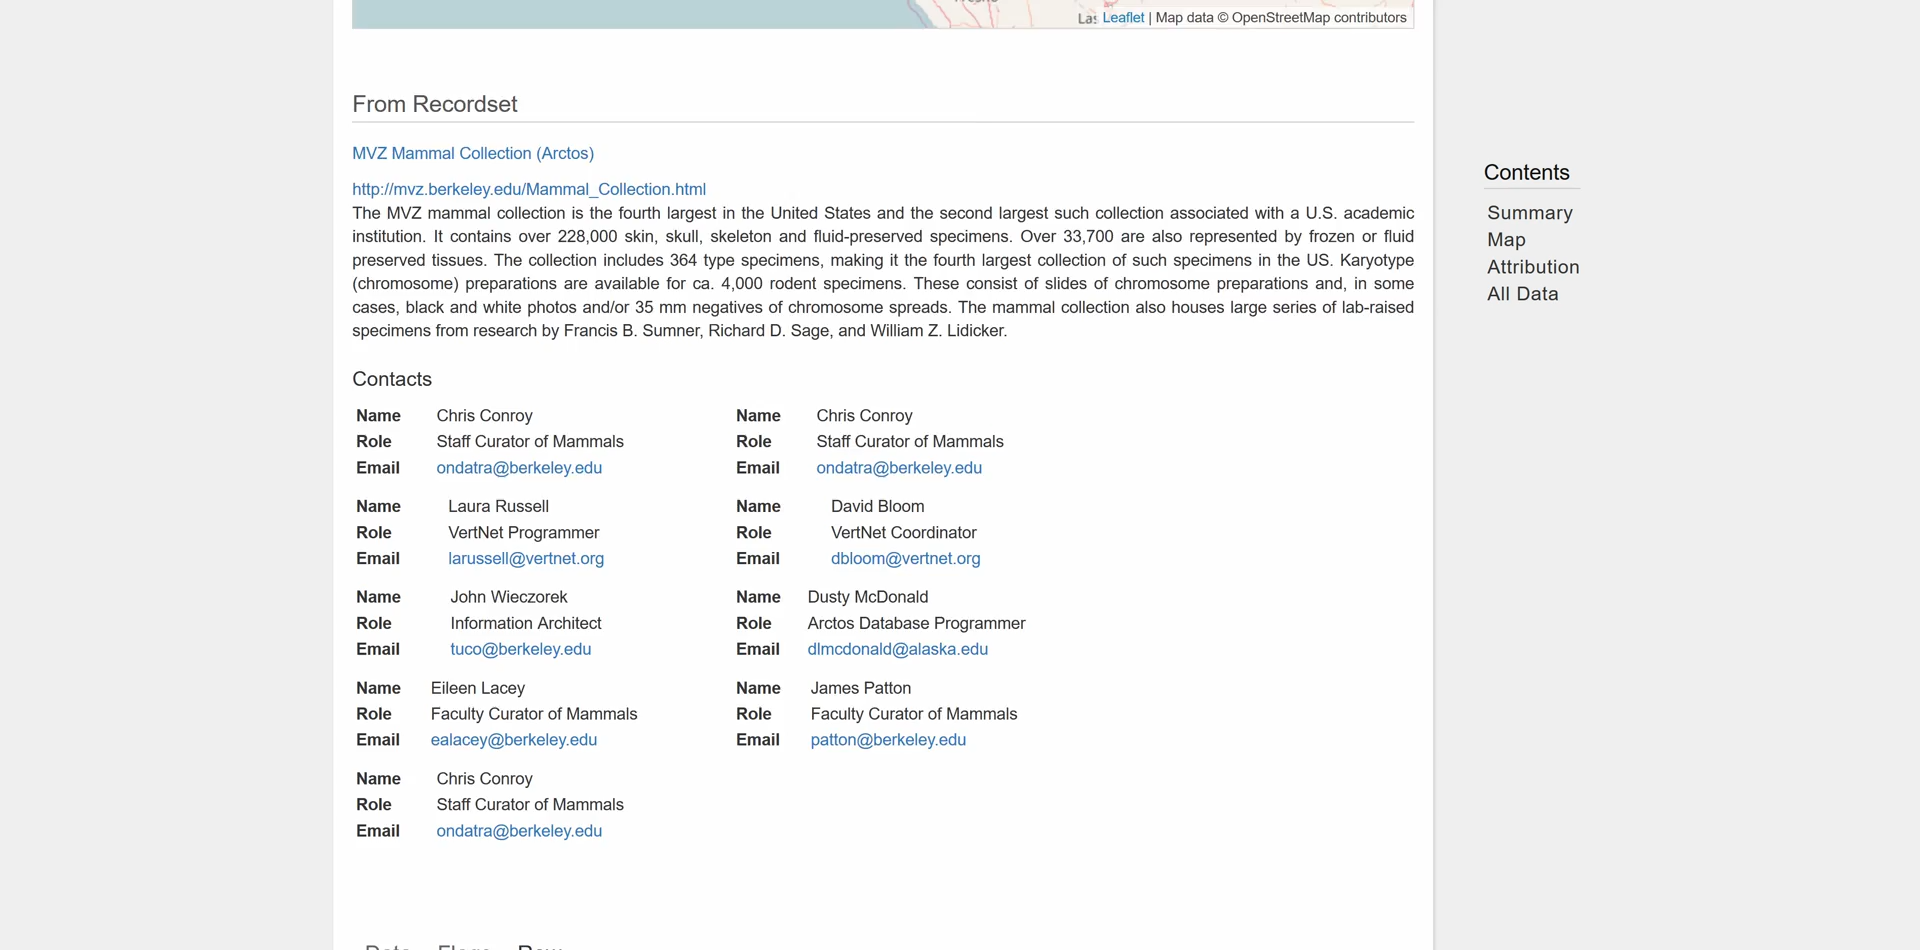 Las Leaflet | Map data © OpenStreetMap contributors
From Recordset
MVZ Mammal Collection (Arctos)
http://mvz.berkeley.edu/Mammal_Collection.html
The MVZ mammal collection is the fourth largest in the United States and the second largest such collection associated with a U.S. academic
institution. It contains over 228,000 skin, skull, skeleton and fluid-preserved specimens. Over 33,700 are also represented by frozen or fluid
preserved tissues. The collection includes 364 type specimens, making it the fourth largest collection of such specimens in the US. Karyotype
(chromosome) preparations are available for ca. 4,000 rodent specimens. These consist of slides of chromosome preparations and, in some
cases, black and white photos and/or 35 mm negatives of chromosome spreads. The mammal collection also houses large series of lab-raised
specimens from research by Francis B. Sumner, Richard D. Sage, and William Z. Lidicker.
Contacts
Name Chris Conroy
Role Staff Curator of Mammals
Email ondatra@berkeley.edu
Name Chris Conroy
Role Staff Curator of Mammals
Email ondatra@berkeley.edu
Name Laura Russell
Role VertNet Programmer
Email larussell@vertnet.org
Name David Bloom
Role VertNet Coordinator
Email dbloom@vertnet.org
Name John Wieczorek
Role Information Architect
Email tuco@berkeley.edu
Name Dusty McDonald
Role Arctos Database Programmer
Email dlmcdonald@alaska.edu
Name Eileen Lacey
Role Faculty Curator of Mammals
Email ealacey@berkeley.edu
Name James Patton
Role Faculty Curator of Mammals
Email patton@berkeley.edu
Name Chris Conroy
Role Staff Curator of Mammals
Email ondatra@berkeley.edu
Contents
Summary
Map
Attribution
All Data